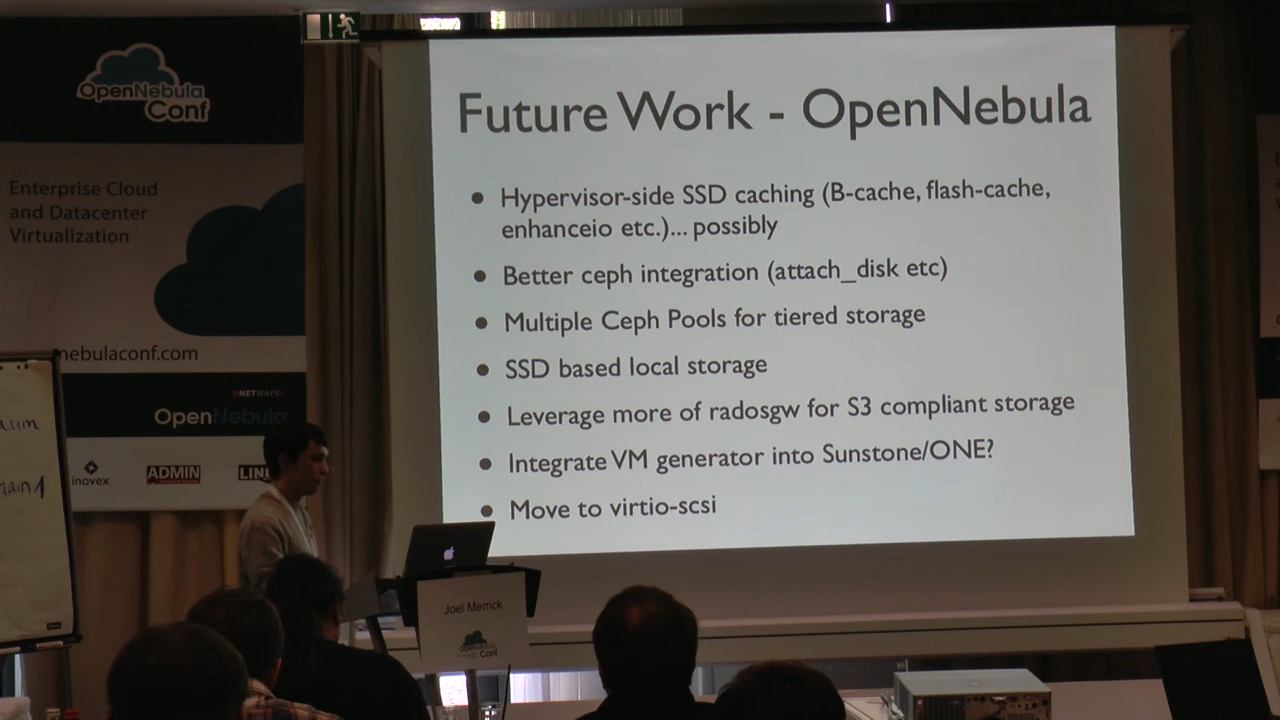 OpenNebula
Conf
Enterprise Cloud
and Datacenter
Virtualization
nebulaconf.com
NETWAYS
OpenNebula
inovex
ADMIN
Future Work - OpenNebula
• Hypervisor-side SSD caching (B-cache, flash-cache,
enhanceio etc.)... possibly
• Better ceph integration (attach_disk etc)
• Multiple Ceph Pools for tiered storage
• SSD based local storage
• Leverage more of radosgw for S3 compliant storage
• Integrate VM generator into Sunstone/ONE?
• Move to virtio-scsi
Joel Merrick
OpenNebula
Conf